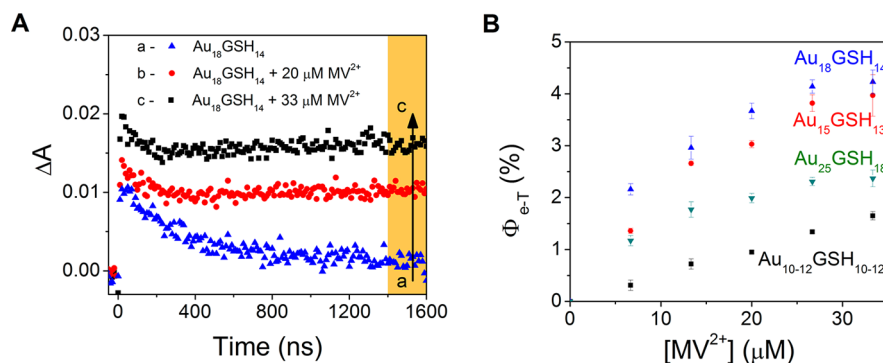 A
0.03
0.02
0.01
0.00
ΔA
a - ▲ Au₁₈GSH₁₄
b - ● Au₁₈GSH₁₄ + 20 μM MV²⁺
c - ■ Au₁₈GSH₁₄ + 33 μM MV²⁺
c
a
0 400 800 1200 1600
Time (ns)
B
5
4
3
2
1
0
Φe-T (%)
Au₁₈GSH₁₄
Au₁₅GSH₁₃
Au₂₅GSH₁₈
Au₁₀₋₁₂GSH₁₀₋₁₂
0 10 20 30
[MV²⁺] (μM)